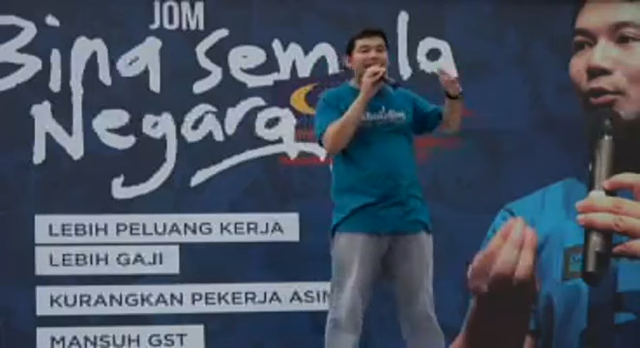 JOM
Bina semula
Negara
LEBIH PELUANG KERJA
LEBIH GAJI
KURANGKAN PEKERJA ASIN
MANSUH GST